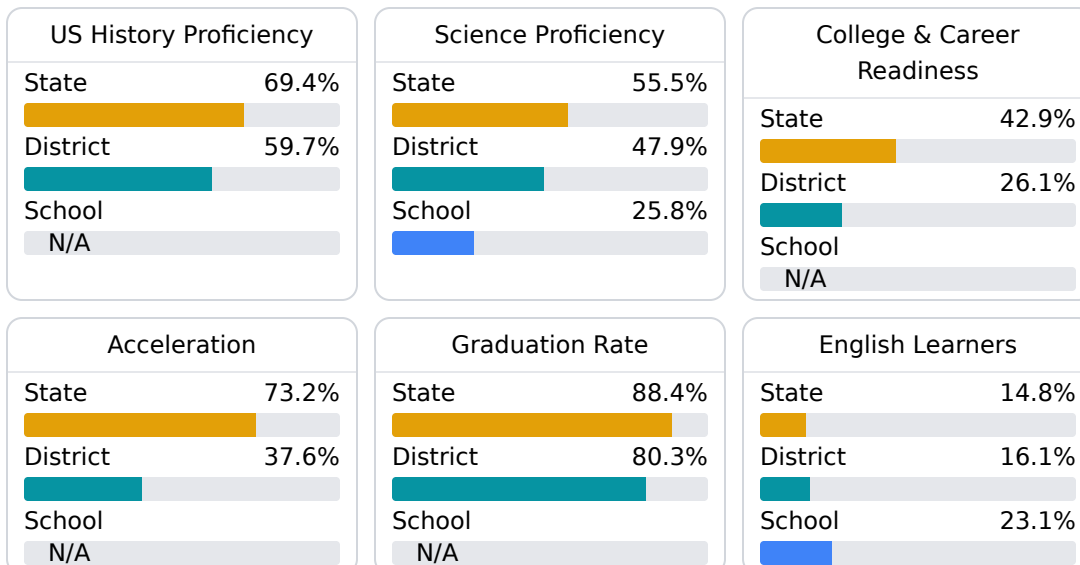 US History Proficiency
State 69.4%
District 59.7%
School
N/A
Science Proficiency
State 55.5%
District 47.9%
School 25.8%
College & Career
Readiness
State 42.9%
District 26.1%
School
N/A
Acceleration
State 73.2%
District 37.6%
School
N/A
Graduation Rate
State 88.4%
District 80.3%
School
N/A
English Learners
State 14.8%
District 16.1%
School 23.1%